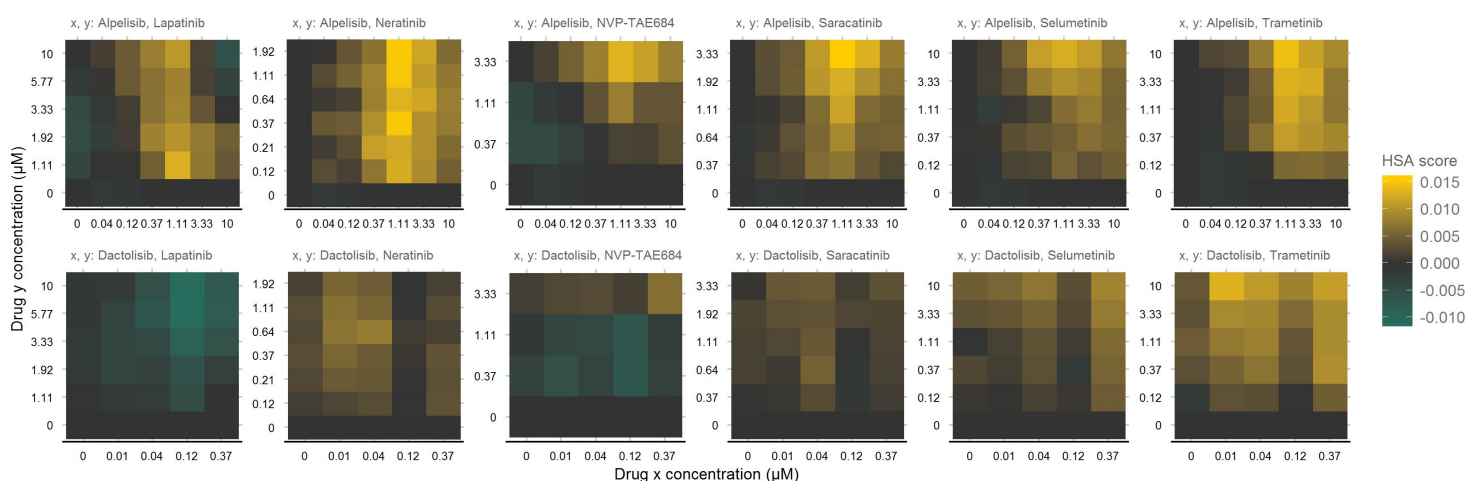 x, y: Alpelisib, Lapatinib
x, y: Alpelisib, Neratinib
x, y: Alpelisib, NVP-TAE684
x, y: Alpelisib, Saracatinib
x, y: Alpelisib, Selumetinib
x, y: Alpelisib, Trametinib
10
5.77
3.33
1.92
1.11
0
0 0.04 0.12 0.37 1.11 3.33 10
1.92
1.11
0.64
0.37
0.21
0.12
0
0 0.04 0.12 0.37 1.11 3.33 10
3.33
1.11
0.37
0
0 0.04 0.12 0.37 1.11 3.33 10
3.33
1.92
1.11
0.64
0.37
0
0 0.04 0.12 0.37 1.11 3.33 10
10
3.33
1.11
0.37
0.12
0
0 0.04 0.12 0.37 1.11 3.33 10
10
3.33
1.11
0.37
0.12
0
0 0.04 0.12 0.37 1.11 3.33 10
Drug y concentration (µM)
HSA score
0.015
0.010
0.005
0.000
-0.005
-0.010
x, y: Dactolisib, Lapatinib
x, y: Dactolisib, Neratinib
x, y: Dactolisib, NVP-TAE684
x, y: Dactolisib, Saracatinib
x, y: Dactolisib, Selumetinib
x, y: Dactolisib, Trametinib
10
5.77
3.33
1.92
1.11
0
0 0.01 0.04 0.12 0.37
1.92
1.11
0.64
0.37
0.21
0.12
0
0 0.01 0.04 0.12 0.37
3.33
1.11
0.37
0
0 0.01 0.04 0.12 0.37
3.33
1.92
1.11
0.64
0.37
0
0 0.01 0.04 0.12 0.37
10
3.33
1.11
0.37
0.12
0
0 0.01 0.04 0.12 0.37
10
3.33
1.11
0.37
0.12
0
0 0.01 0.04 0.12 0.37
Drug x concentration (µM)